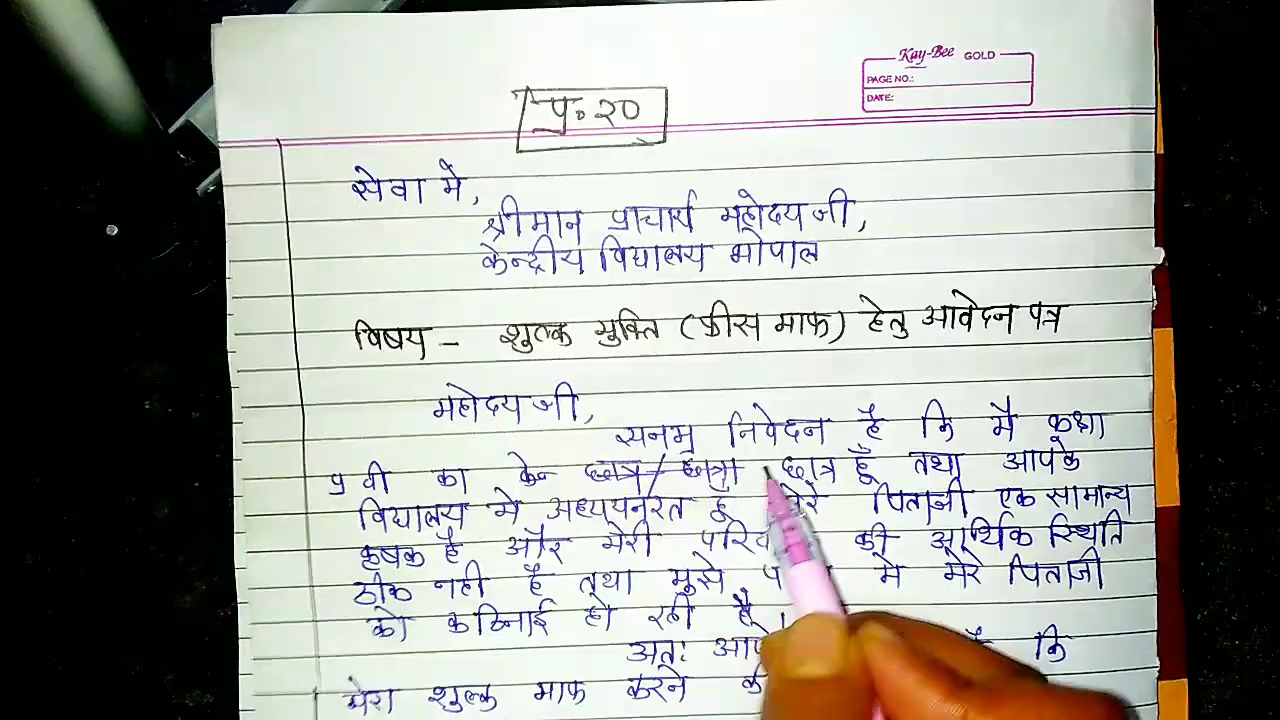 Kay-Bee GOLD
PAGE NO.:
DATE:
प्र॰ २०
सेवा मे,
श्रीमान प्राचार्य महोदय जी,
केन्द्रीय विद्यालय भोपाल
विषय - शुल्क मुक्ति (फीस माफ) हेतु आवेदन पत्र
महोदय जी,
सनम्र निवेदन है कि मै कक्षा
9 वी का छात्र / छात्रा छात्र हूँ तथा आपके
विद्यालय मे अध्ययनरत हूँ पिताजी एक सामान्य
कृषक है और मेरी की आर्थिक स्थिति
ठीक नही है तथा मुझे मे मेरे पिताजी
को कठिनाई हो रही है।
अतः कि
मेरा शुल्क माफ करने